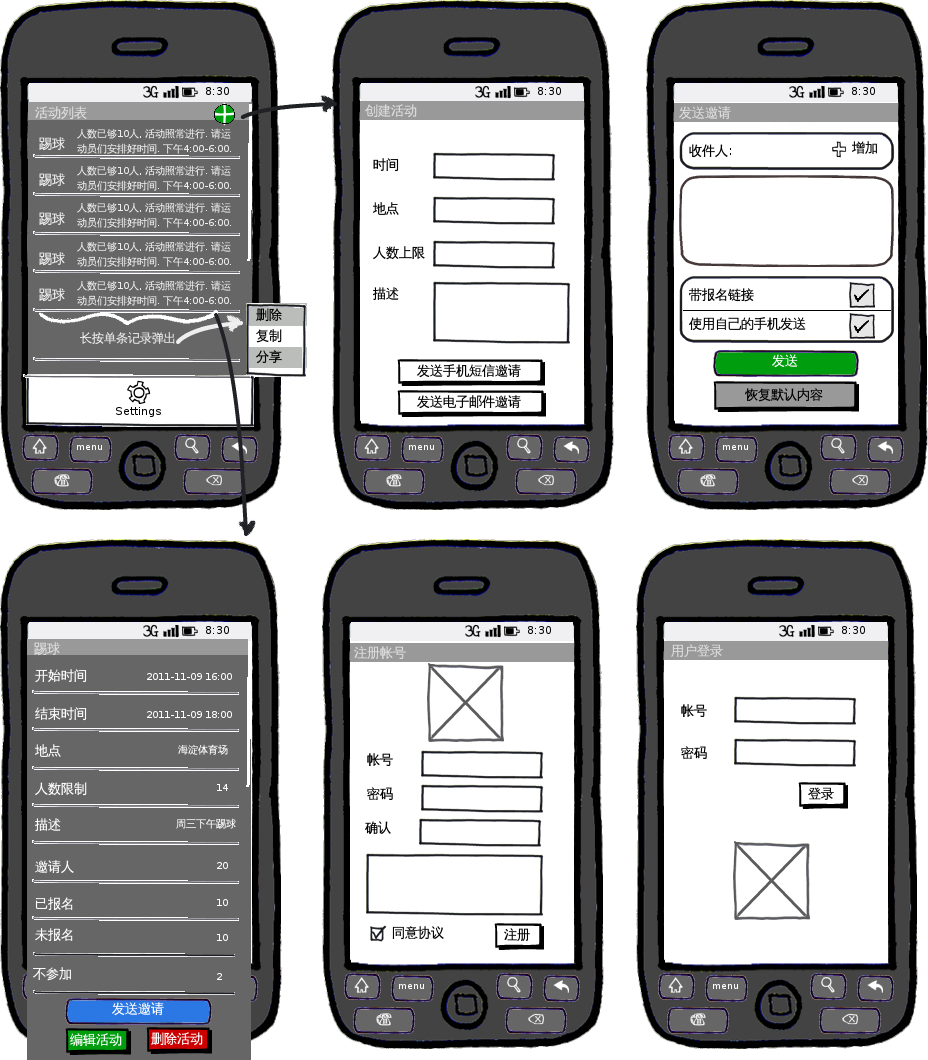 3G 8:30
活动列表
踢球 人数已够10人, 活动照常进行. 请运
动员们安排好时间. 下午4:00-6:00.
踢球 人数已够10人, 活动照常进行. 请运
动员们安排好时间. 下午4:00-6:00.
踢球 人数已够10人, 活动照常进行. 请运
动员们安排好时间. 下午4:00-6:00.
踢球 人数已够10人, 活动照常进行. 请运
动员们安排好时间. 下午4:00-6:00.
踢球 人数已够10人, 活动照常进行. 请运
动员们安排好时间. 下午4:00-6:00.
长按单条记录弹出
删除
复制
分享
Settings
menu
3G 8:30
创建活动
时间
地点
人数上限
描述
发送手机短信邀请
发送电子邮件邀请
menu
3G 8:30
发送邀请
收件人: 增加
带报名链接
使用自己的手机发送
发送
恢复默认内容
menu
3G 8:30
踢球
开始时间 2011-11-09 16:00
结束时间 2011-11-09 18:00
地点 海淀体育场
人数限制 14
描述 周三下午踢球
邀请人 20
已报名 10
未报名 10
不参加 2
发送邀请
编辑活动 删除活动
3G 8:30
注册帐号
帐号
密码
确认
同意协议 注册
menu
3G 8:30
用户登录
帐号
密码
登录
menu